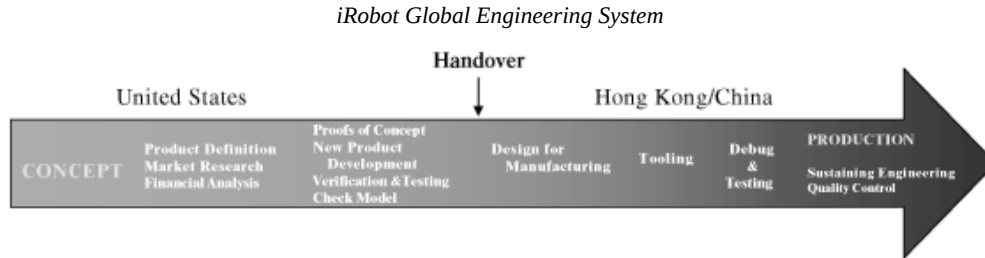 iRobot Global Engineering System
Handover
United States
Hong Kong/China
CONCEPT
Product Definition
Market Research
Financial Analysis
Proofs of Concept
New Product
Development
Verification &Testing
Check Model
Design for
Manufacturing
Tooling
Debug
&
Testing
PRODUCTION
Sustaining Engineering
Quality Control